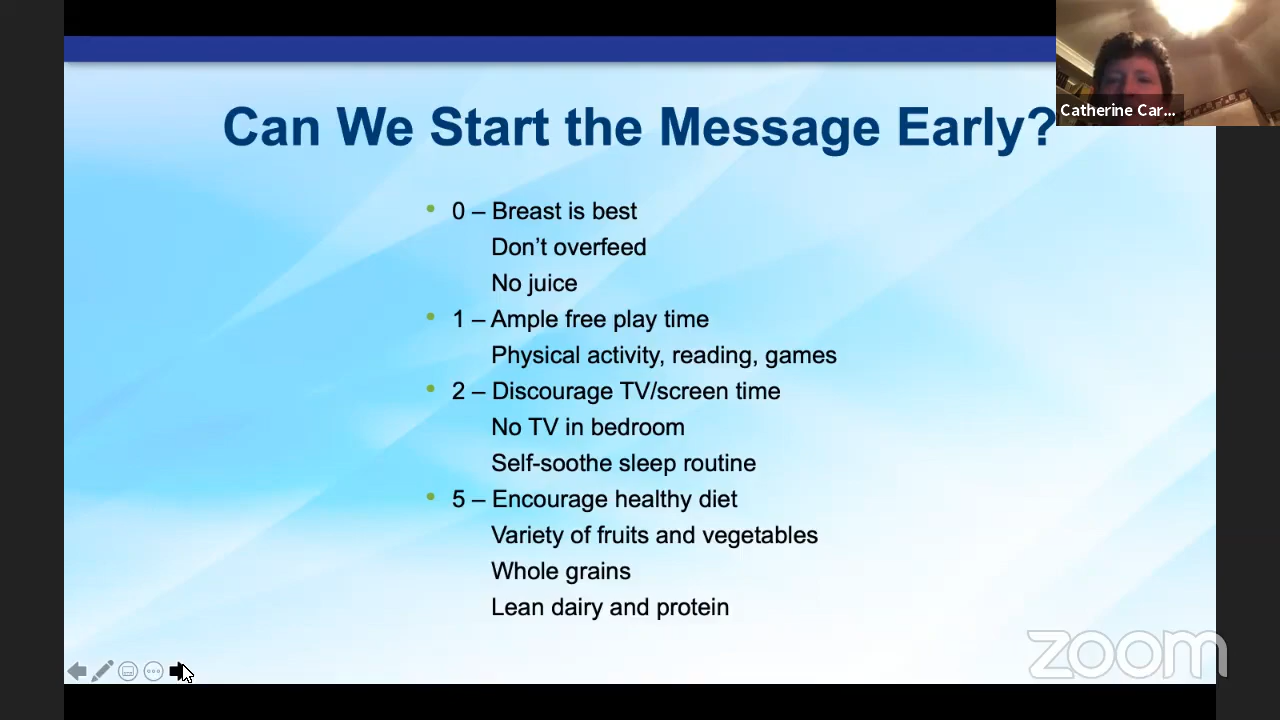 Can We Start the Message Early?
Catherine Car...
• 0 – Breast is best
Don’t overfeed
No juice
• 1 – Ample free play time
Physical activity, reading, games
• 2 – Discourage TV/screen time
No TV in bedroom
Self-soothe sleep routine
• 5 – Encourage healthy diet
Variety of fruits and vegetables
Whole grains
Lean dairy and protein
zoom